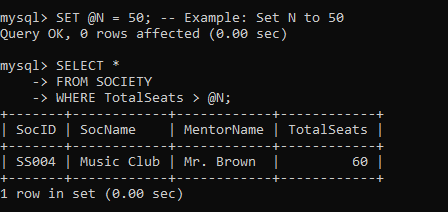 mysql> SET @N = 50; -- Example: Set N to 50
Query OK, 0 rows affected (0.00 sec)
mysql> SELECT *
    -> FROM SOCIETY
    -> WHERE TotalSeats > @N;
+-------+------------+------------+------------+
| SocID | SocName    | MentorName | TotalSeats |
+-------+------------+------------+------------+
| SS004 | Music Club | Mr. Brown  |         60 |
+-------+------------+------------+------------+
1 row in set (0.00 sec)